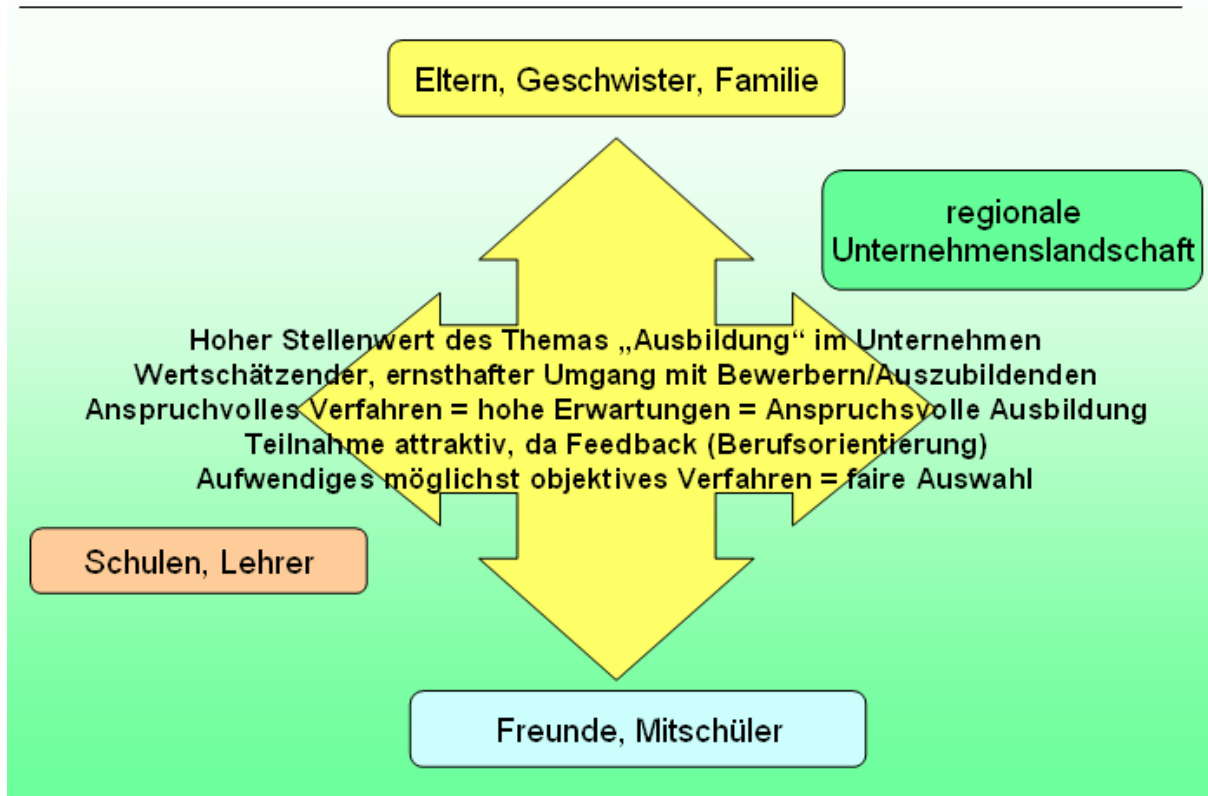 Eltern, Geschwister, Familie
regionale
Unternehmenslandschaft
Hoher Stellenwert des Themas „Ausbildung“ im Unternehmen
Wertschätzender, ernsthafter Umgang mit Bewerbern/Auszubildenden
Anspruchvolles Verfahren = hohe Erwartungen = Anspruchsvolle Ausbildung
Teilnahme attraktiv, da Feedback (Berufsorientierung)
Aufwendiges möglichst objektives Verfahren = faire Auswahl
Schulen, Lehrer
Freunde, Mitschüler